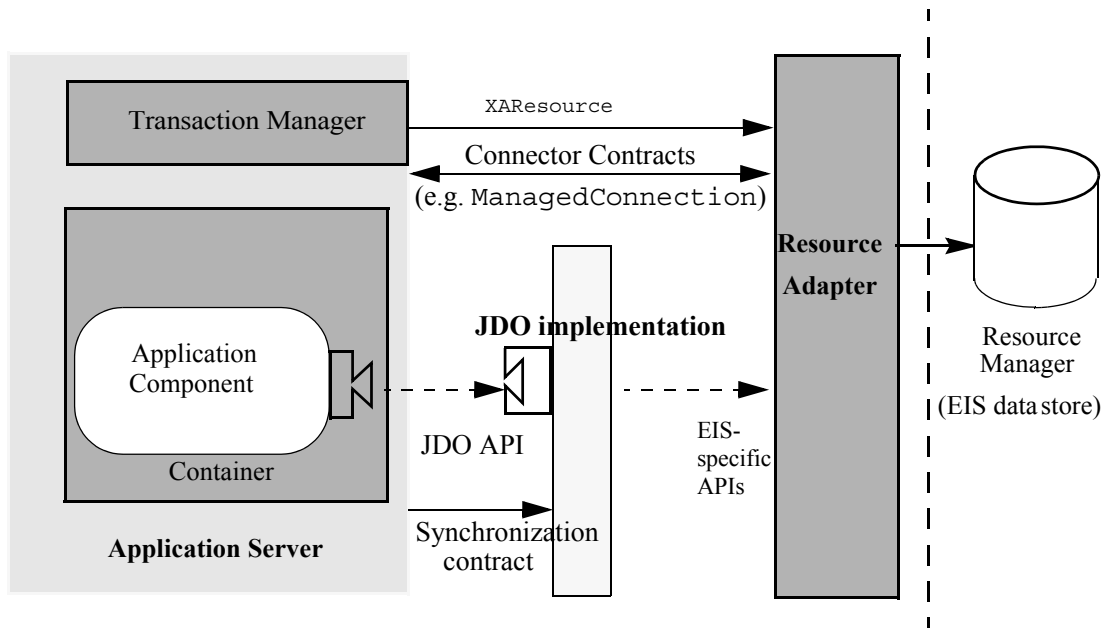 Transaction Manager
XAResource
Connector Contracts
(e.g. ManagedConnection)
Resource
Adapter
JDO implementation
Resource
Manager
(EIS data store)
Application
Component
JDO API
EIS-
specific
APIs
Container
Synchronization
contract
Application Server